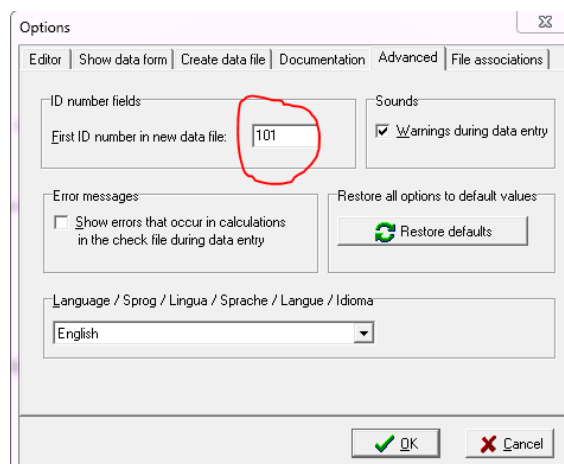 Options
Editor
Show data form
Create data file
Documentation
Advanced
File associations
ID number fields
First ID number in new data file:
101
Sounds
Warnings during data entry
Error messages
Show errors that occur in calculations
in the check file during data entry
Restore all options to default values
Restore defaults
Language / Sprog / Lingua / Sprache / Langue / Idioma
English
OK
Cancel